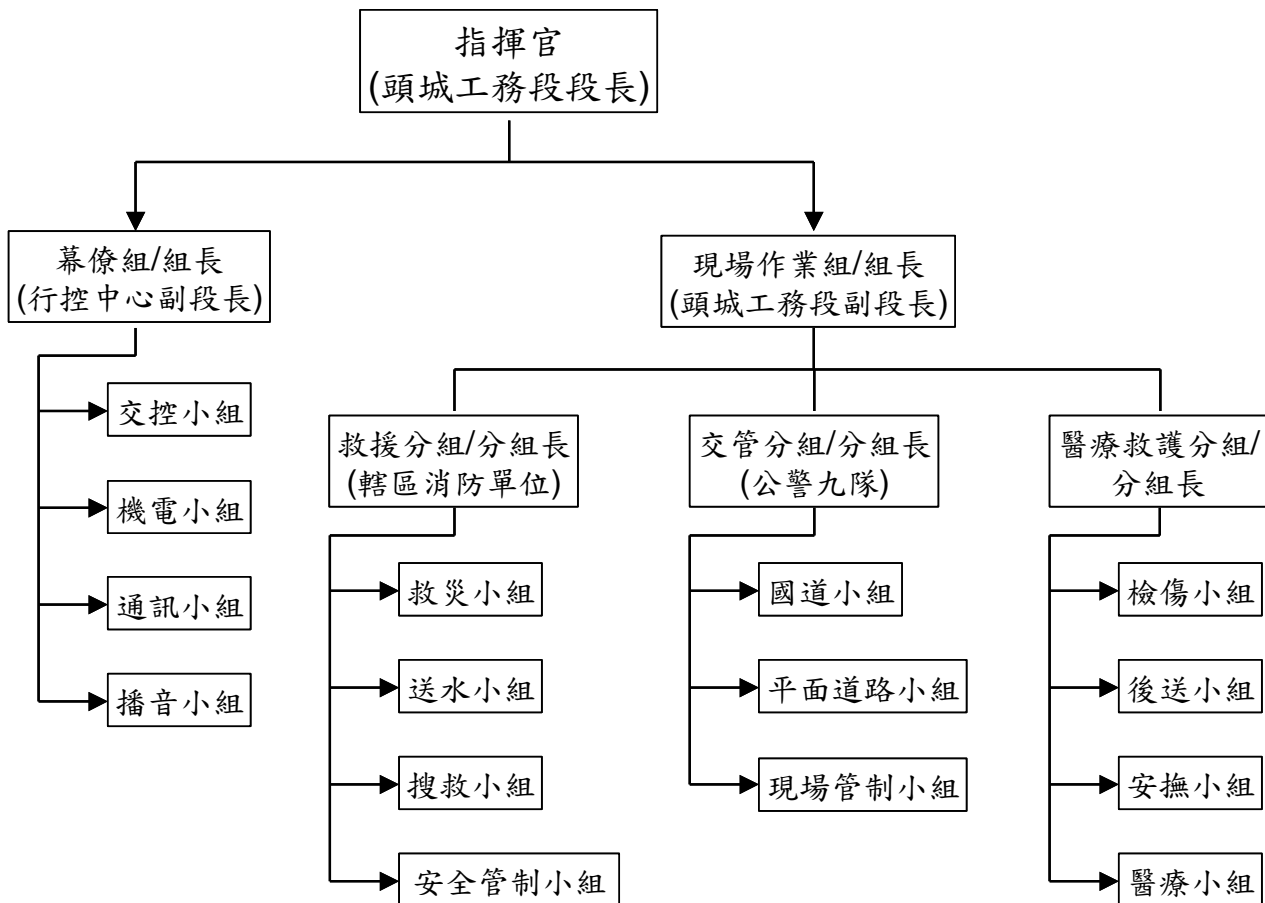 指揮官
(頭城工務段段長)
幕僚組/組長
(行控中心副段長)
現場作業組/組長
(頭城工務段副段長)
交控小組
機電小組
通訊小組
播音小組
救援分組/分組長
(轄區消防單位)
交管分組/分組長
(公警九隊)
醫療救護分組/
分組長
救災小組
送水小組
搜救小組
安全管制小組
國道小組
平面道路小組
現場管制小組
檢傷小組
後送小組
安撫小組
醫療小組